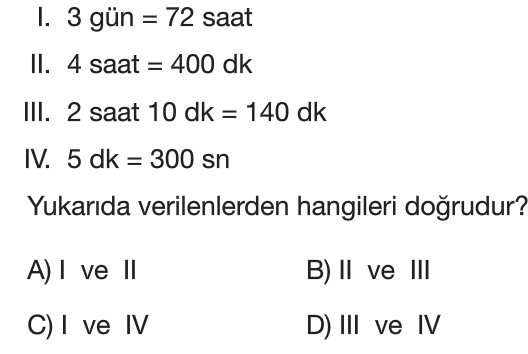 I. 3 gün = 72 saat
II. 4 saat = 400 dk
III. 2 saat 10 dk = 140 dk
IV. 5 dk = 300 sn
Yukarıda verilenlerden hangileri doğrudur?
A) I ve II B) II ve III
C) I ve IV D) III ve IV